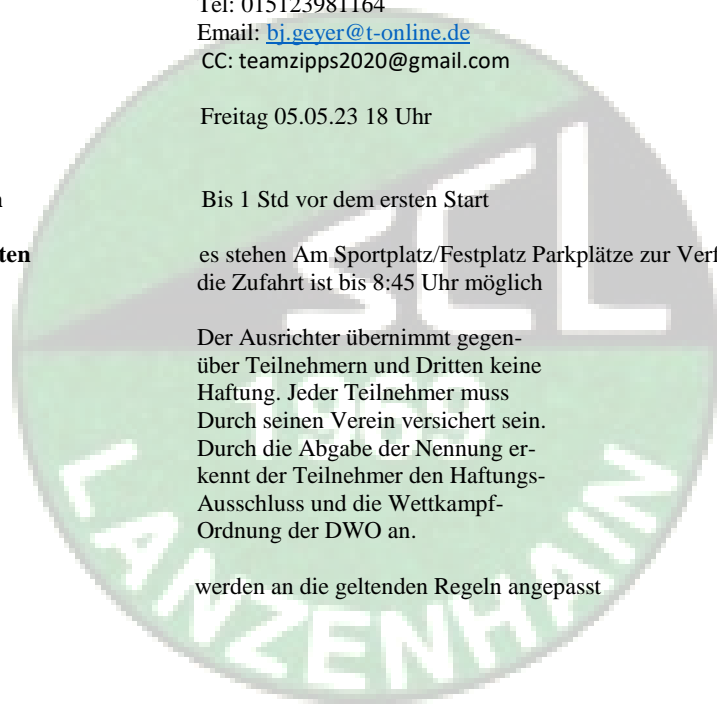 Tel: 015123981164
Email: bj.geyer@t-online.de
CC: teamzipps2020@gmail.com
Freitag 05.05.23 18 Uhr
Bis 1 Std vor dem ersten Start
es stehen Am Sportplatz/Festplatz Parkplätze zur
die Zufahrt ist bis 8:45 Uhr möglich
Der Ausrichter übernimmt gegen-
über Teilnehmern und Dritten keine
Haftung. Jeder Teilnehmer muss
Durch seinen Verein versichert sein.
Durch die Abgabe der Nennung er-
kennt der Teilnehmer den Haftungs-
Ausschluss und die Wettkampf-
Ordnung der DWO an.
werden an die geltenden Regeln angepasst
SCL
1969
LANZENHAIN